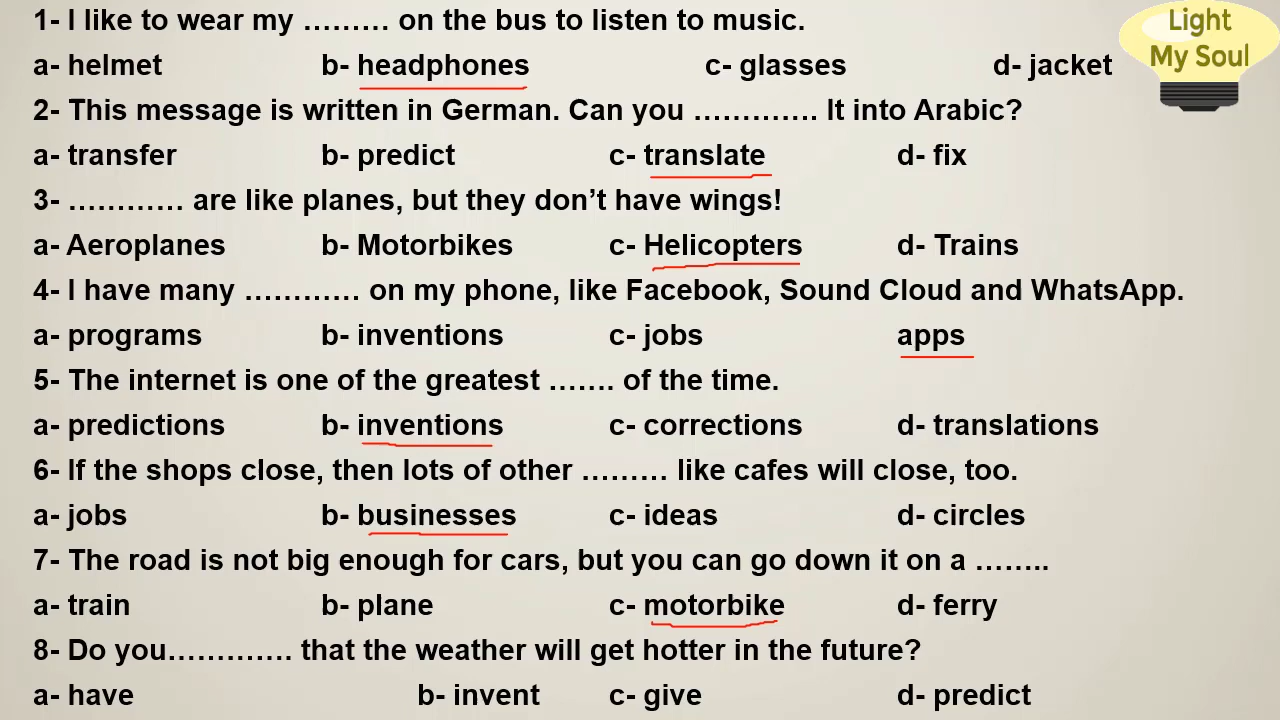 1- I like to wear my ……… on the bus to listen to music.
a- helmet b- headphones c- glasses d- jacket
Light
My Soul
2- This message is written in German. Can you …………. It into Arabic?
a- transfer b- predict c- translate d- fix
3- ………… are like planes, but they don’t have wings!
a- Aeroplanes b- Motorbikes c- Helicopters d- Trains
4- I have many ………… on my phone, like Facebook, Sound Cloud and WhatsApp.
a- programs b- inventions c- jobs apps
5- The internet is one of the greatest ……. of the time.
a- predictions b- inventions c- corrections d- translations
6- If the shops close, then lots of other ……… like cafes will close, too.
a- jobs b- businesses c- ideas d- circles
7- The road is not big enough for cars, but you can go down it on a ……..
a- train b- plane c- motorbike d- ferry
8- Do you…………. that the weather will get hotter in the future?
a- have b- invent c- give d- predict